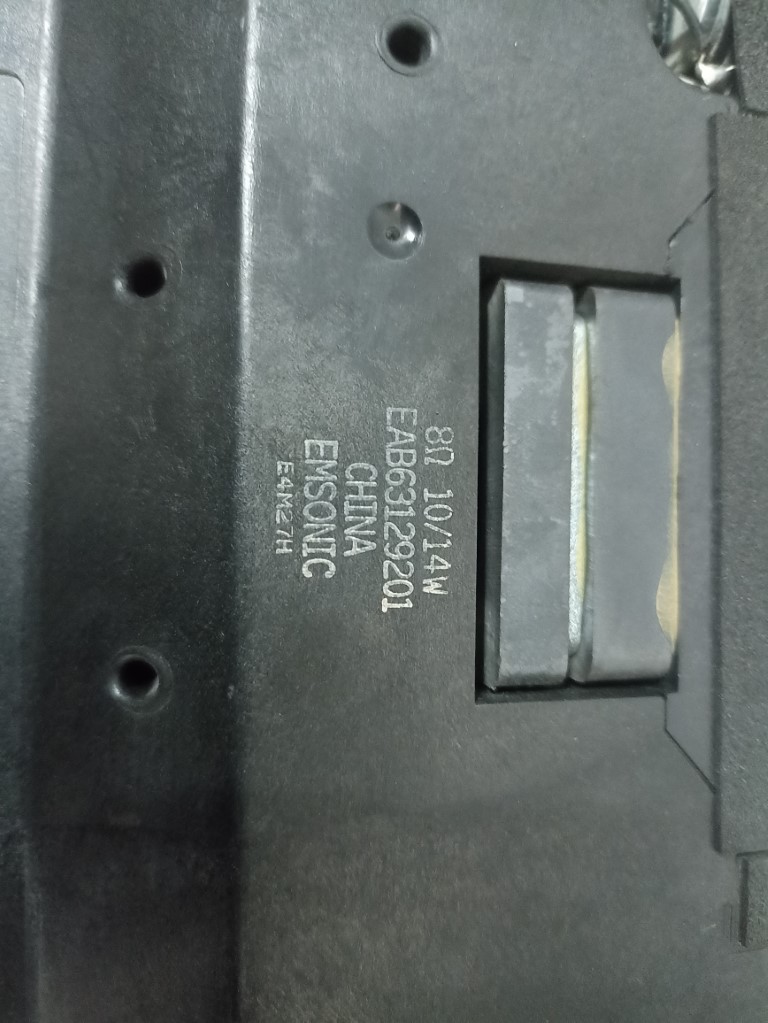 8Ω 10/14W
EAB63129201
CHINA
EMSONIC
E4M27H